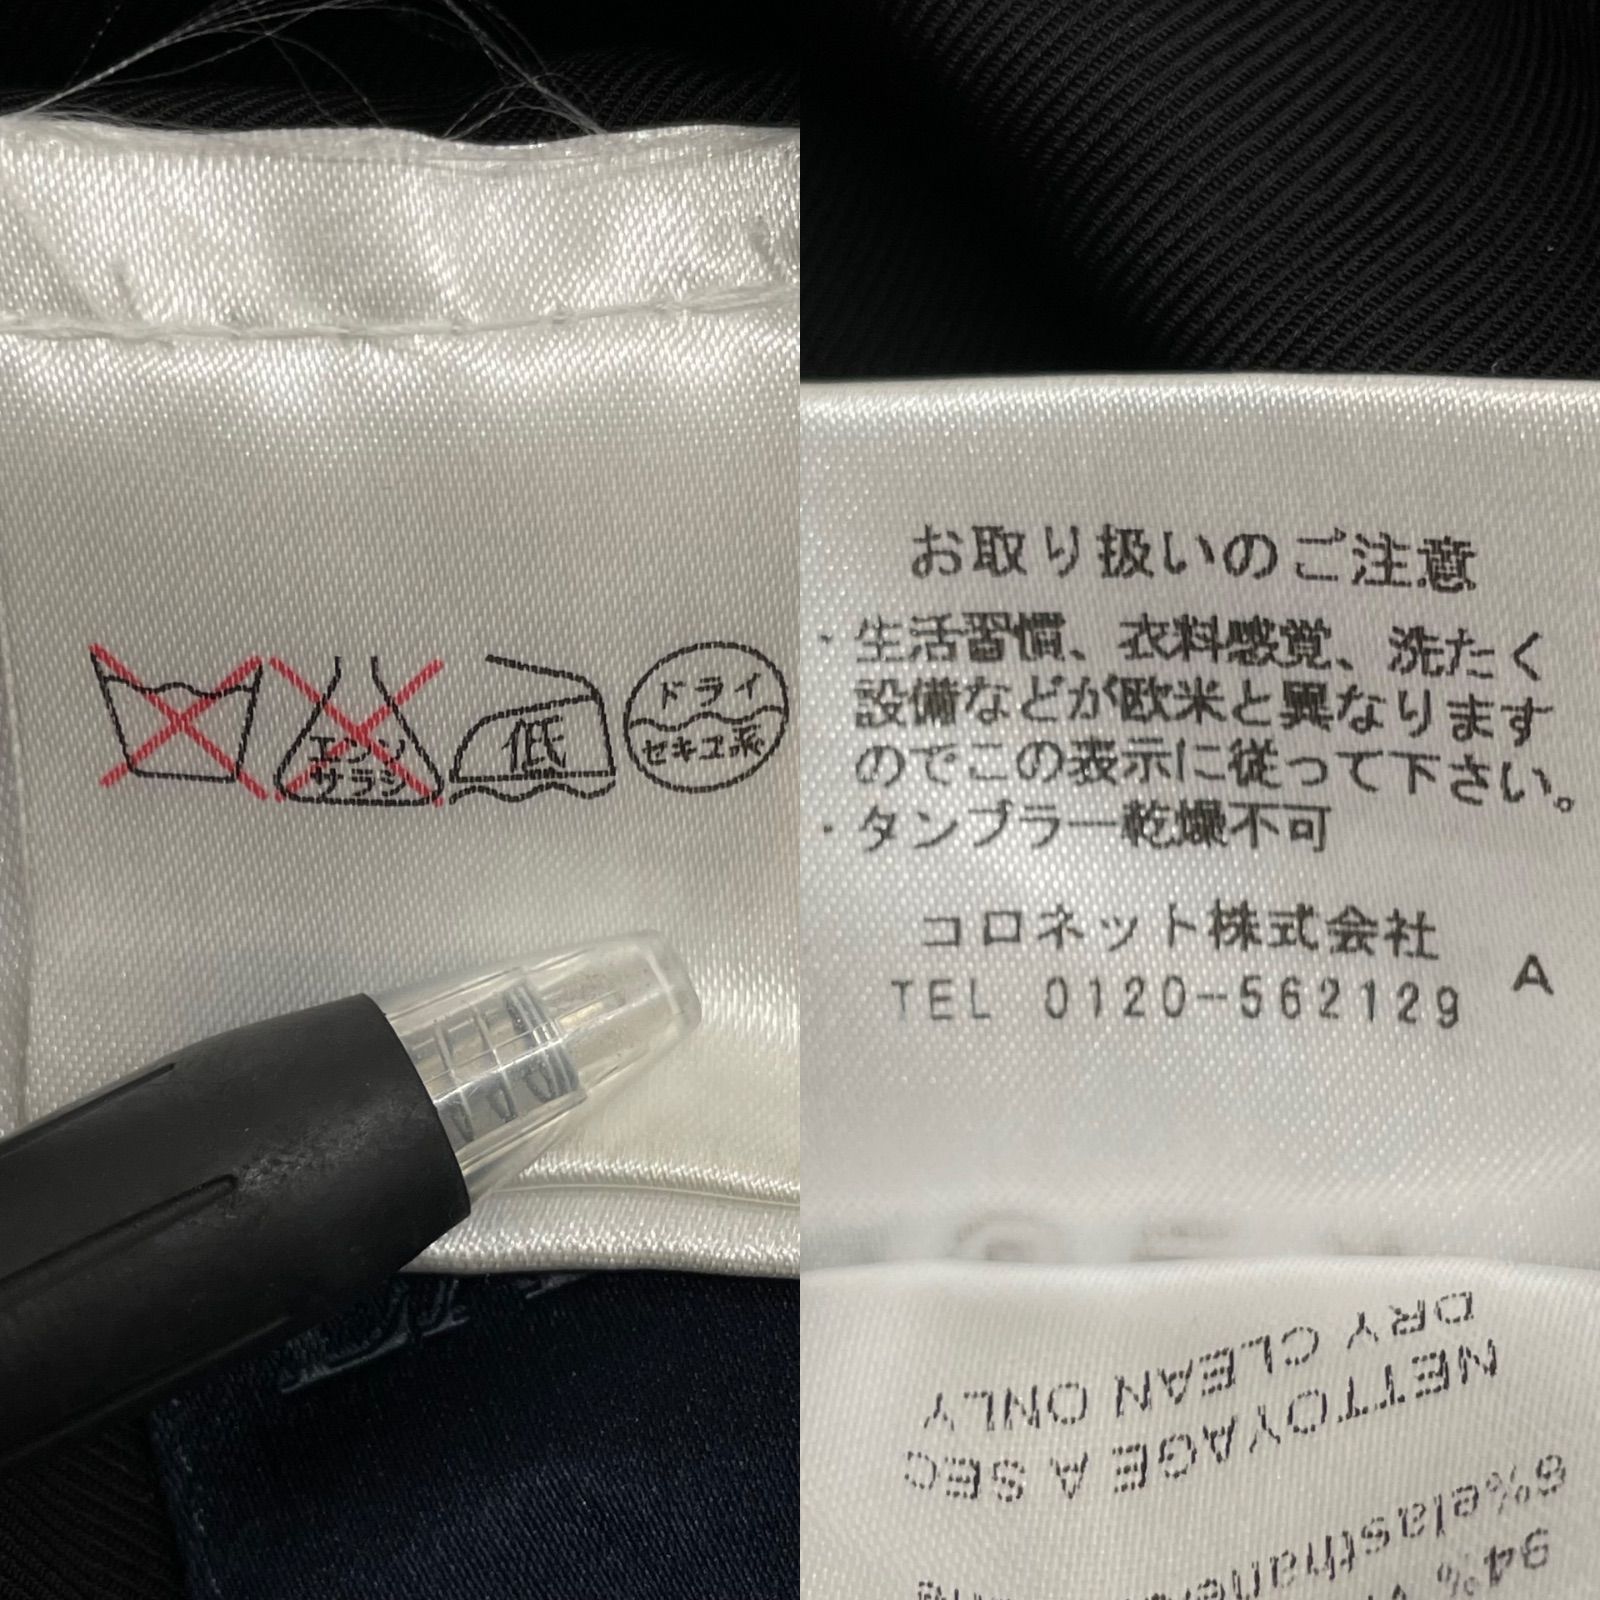 エンソ
サラシ
低
ドライ
セキユ系
お取り扱いのご注意
・生活習慣、衣料感覚、洗たく
設備などが欧米と異なります
のでこの表示に従って下さい。
・タンブラー乾燥不可
コロネット株式会社
TEL 0120-562129
A
DRY CLEAN ONLY
NETTOYAGE A SEC
6%elasthane
94%